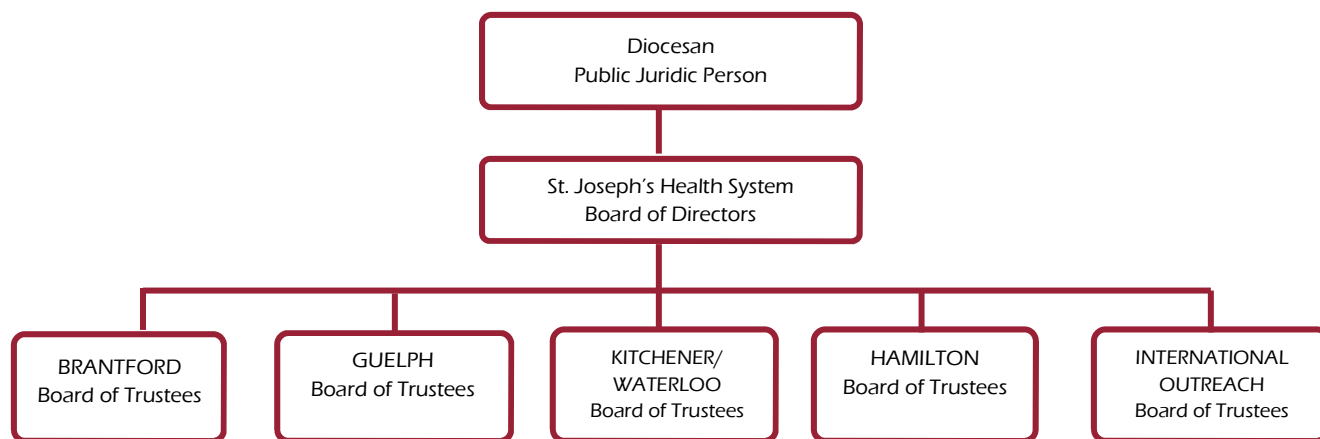 Diocesan
Public Juridic Person
St. Joseph's Health System
Board of Directors
BRANTFORD
Board of Trustees
GUELPH
Board of Trustees
KITCHENER/
WATERLOO
Board of Trustees
HAMILTON
Board of Trustees
INTERNATIONAL
OUTREACH
Board of Trustees